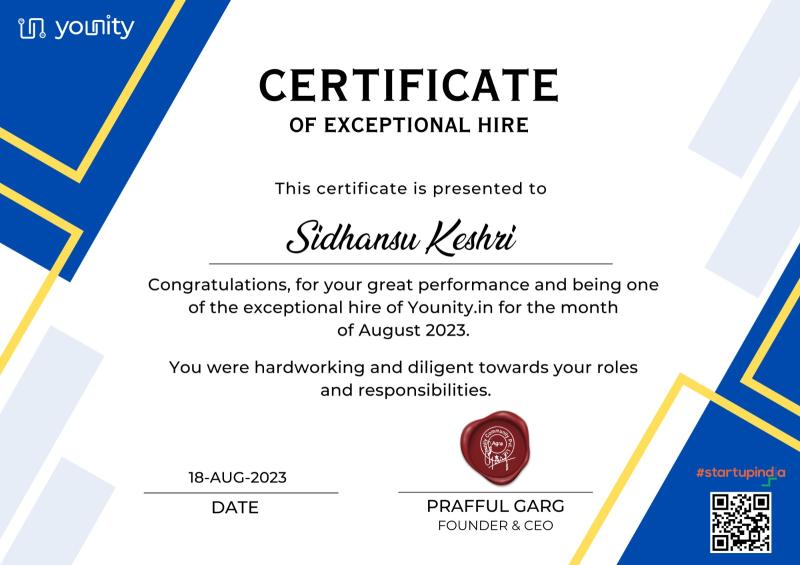 younity
CERTIFICATE
OF EXCEPTIONAL HIRE
This certificate is presented to
Sidhansu Keshri
Congratulations, for your great performance and being one
of the exceptional hire of Younity.in for the month
of August 2023.
You were hardworking and diligent towards your roles
and responsibilities.
Agra
18-AUG-2023
DATE
PRAFFUL GARG
FOUNDER & CEO
#startupindia